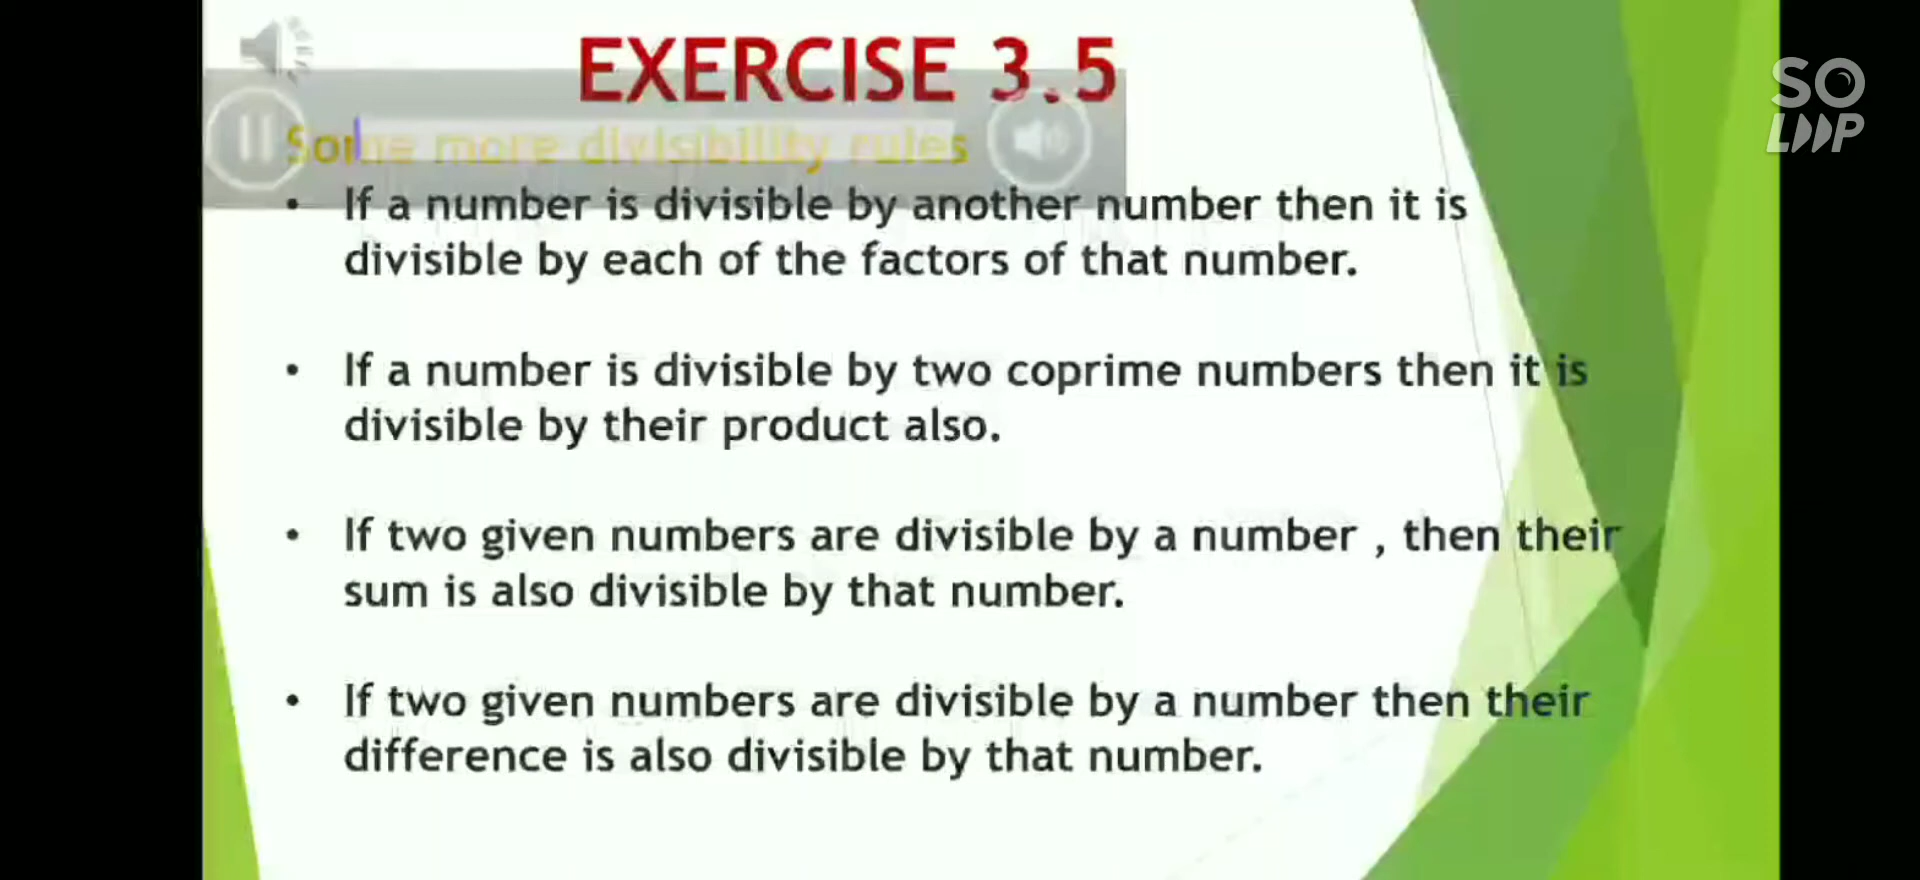 EXERCISE 3.5
SO
LOOP
Some more divisibility rules
• If a number is divisible by another number then it is
divisible by each of the factors of that number.
• If a number is divisible by two coprime numbers then it is
divisible by their product also.
• If two given numbers are divisible by a number , then their
sum is also divisible by that number.
• If two given numbers are divisible by a number then their
difference is also divisible by that number.